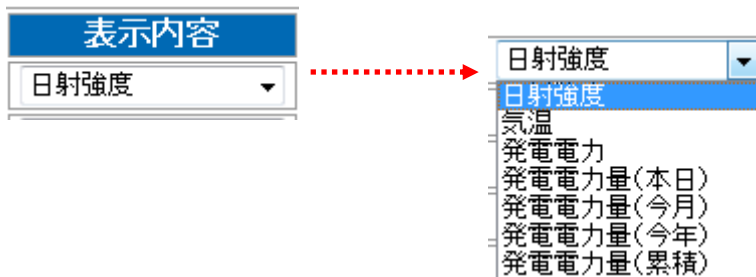 表示内容
日射強度
日射強度
日射強度
気温
発電電力
発電電力量(本日)
発電電力量(今月)
発電電力量(今年)
発電電力量(累積)